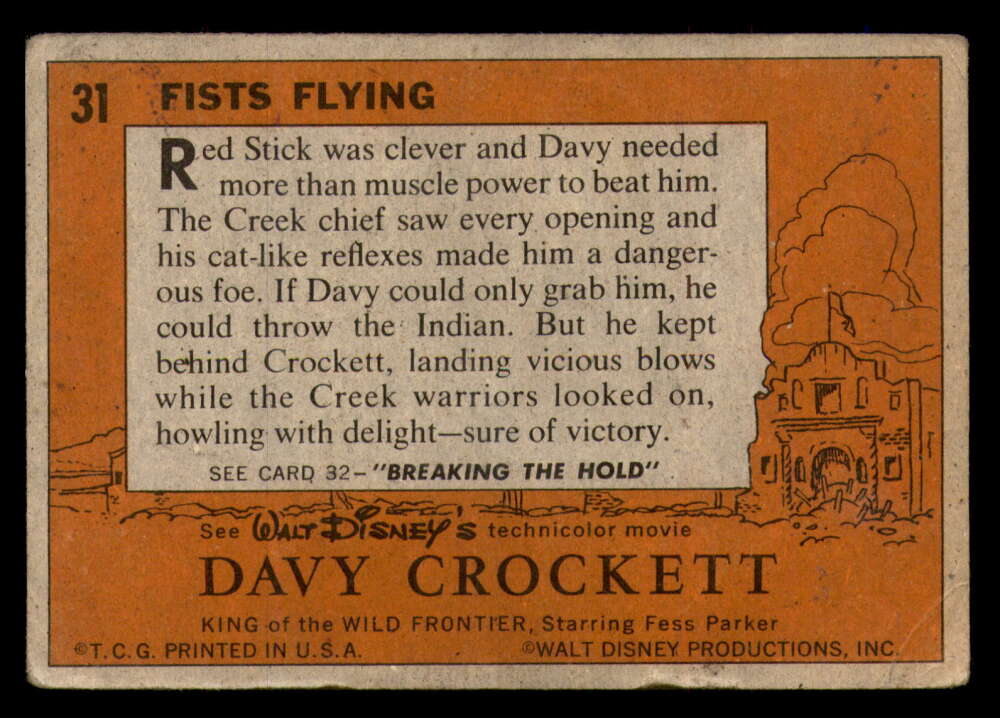 31 FISTS FLYING
Red Stick was clever and Davy needed
more than muscle power to beat him.
The Creek chief saw every opening and
his cat-like reflexes made him a danger-
ous foe. If Davy could only grab him, he
could throw the Indian. But he kept
behind Crockett, landing vicious blows
while the Creek warriors looked on,
howling with delight—sure of victory.
SEE CARD 32–"BREAKING THE HOLD"
See WALT DISNEY'S technicolor movie
DAVY CROCKETT
KING of the WILD FRONTIER, Starring Fess Parker
©T.C.G. PRINTED IN U.S.A. ©WALT DISNEY PRODUCTIONS, INC.